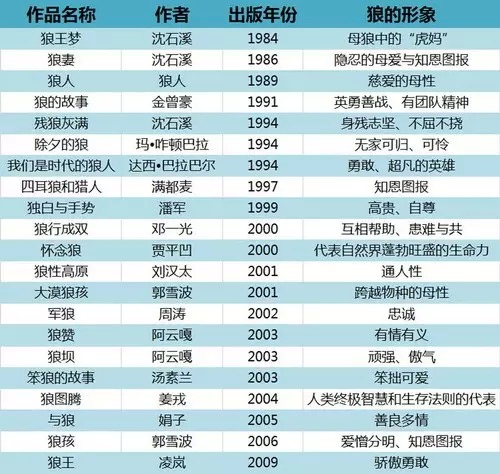 作品名称 作者 出版年份 狼的形象
狼王梦 沈石溪 1984 母狼中的“虎妈”
狼妻 沈石溪 1986 隐忍的母爱与知恩图报
狼人 狼人 1989 慈爱的母性
狼的故事 金曾豪 1991 英勇善战、有团队精神
残狼灰满 沈石溪 1994 身残志坚、不屈不挠
除夕的狼 玛•咋顿巴拉 1994 无家可归、可怜
我们是时代的狼人 达西•巴拉巴尔 1994 勇敢、超凡的英雄
四耳狼和猎人 满都麦 1997 知恩图报
独白与手势 潘军 1999 高贵、自尊
狼行成双 邓一光 2000 互相帮助、患难与共
怀念狼 贾平凹 2000 代表自然界蓬勃旺盛的生命力
狼性高原 刘汉太 2001 通人性
大漠狼孩 郭雪波 2001 跨越物种的母性
军狼 周涛 2002 忠诚
狼赞 阿云嘎 2003 有情有义
狼坝 阿云嘎 2003 顽强、傲气
笨狼的故事 汤素兰 2003 笨拙可爱
狼图腾 姜戎 2004 人类终极智慧和生存法则的代表
与狼 娟子 2005 善良多情
狼孩 郭雪波 2006 爱憎分明、知恩图报
狼王 凌岚 2009 骄傲勇敢